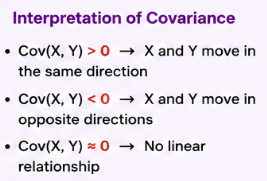 Interpretation of Covariance
• Cov(X, Y) > 0 → X and Y move in
the same direction
• Cov(X, Y) < 0 → X and Y move in
opposite directions
• Cov(X, Y) ≈ 0 → No linear
relationship